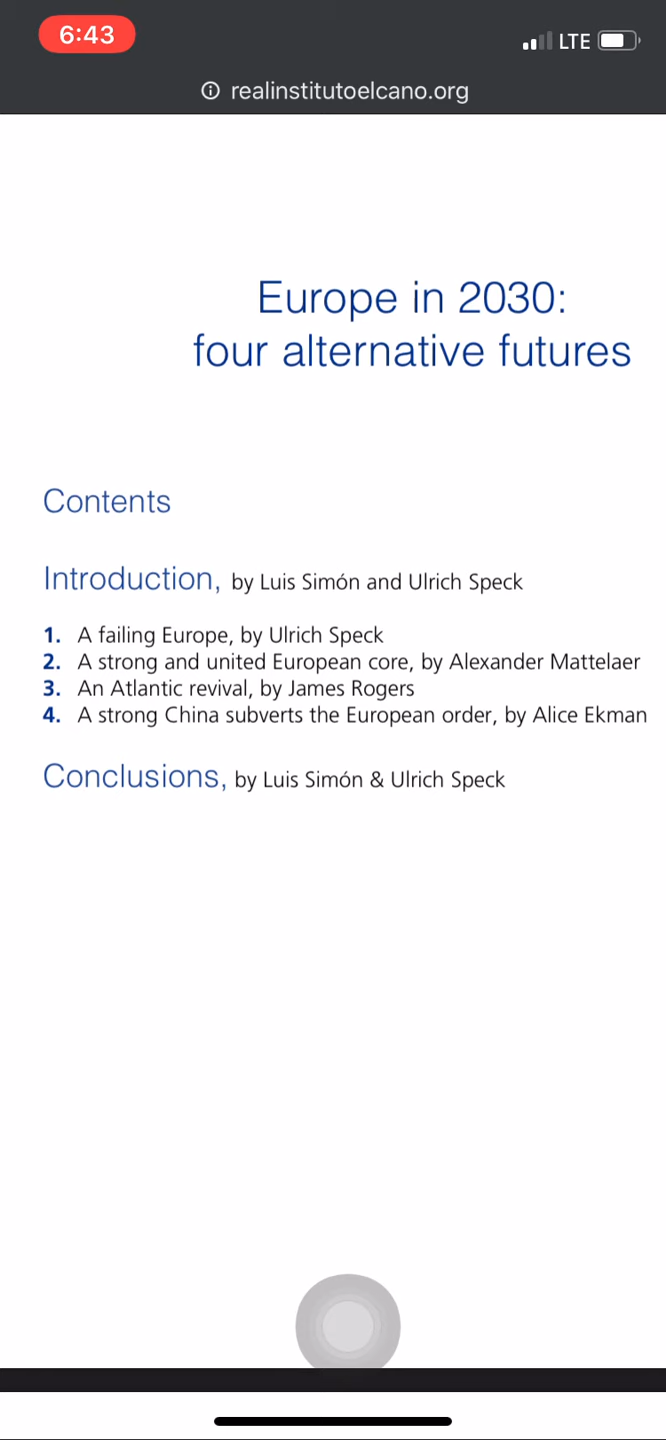 6:43
LTE
realinstitutoelcano.org
Europe in 2030:
four alternative futures
Contents
Introduction, by Luis Simón and Ulrich Speck
1. A failing Europe, by Ulrich Speck
2. A strong and united European core, by Alexander Mattelaer
3. An Atlantic revival, by James Rogers
4. A strong China subverts the European order, by Alice Ekman
Conclusions, by Luis Simón & Ulrich Speck